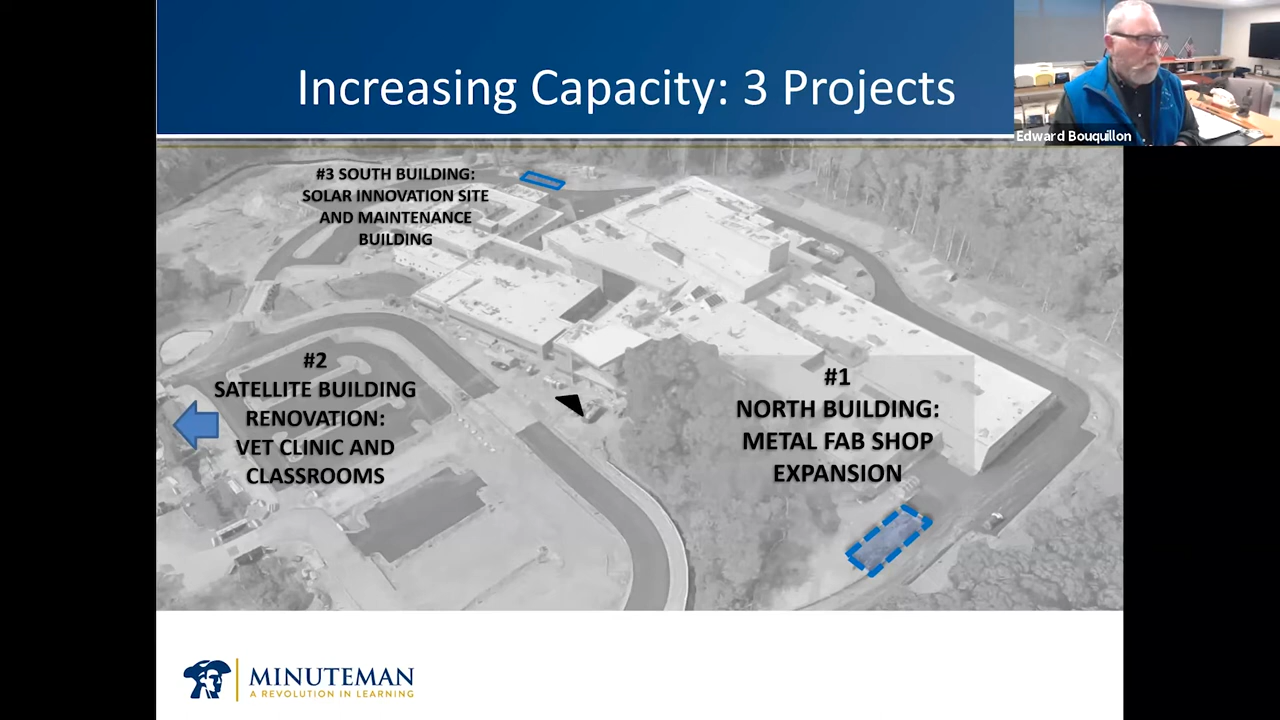 Increasing Capacity: 3 Projects
Edward Bouquillon
#3 SOUTH BUILDING:
SOLAR INNOVATION SITE
AND MAINTENANCE
BUILDING
#2
SATELLITE BUILDING
RENOVATION:
VET CLINIC AND
CLASSROOMS
#1
NORTH BUILDING:
METAL FAB SHOP
EXPANSION
MINUTEMAN
A REVOLUTION IN LEARNING